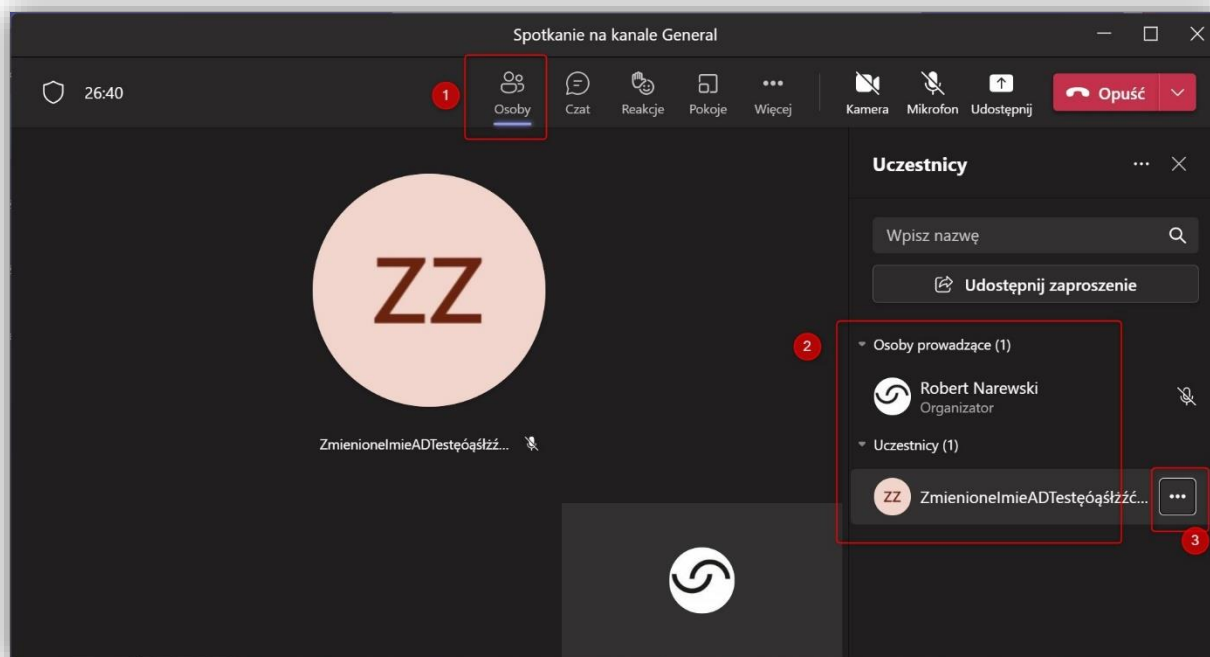 Spotkanie na kanale General
26:40
1
Osoby
Czat
Reakcje
Pokoje
Więcej
Kamera
Mikrofon
Udostępnij
Opuść
Uczestnicy
Wpisz nazwę
Udostępnij zaproszenie
ZZ
2
Osoby prowadzące (1)
Robert Narewski
Organizator
ZmienioneImieADTestęóąśłżź...
Uczestnicy (1)
ZZ
ZmienioneImieADTestęóąśłżźć...
3